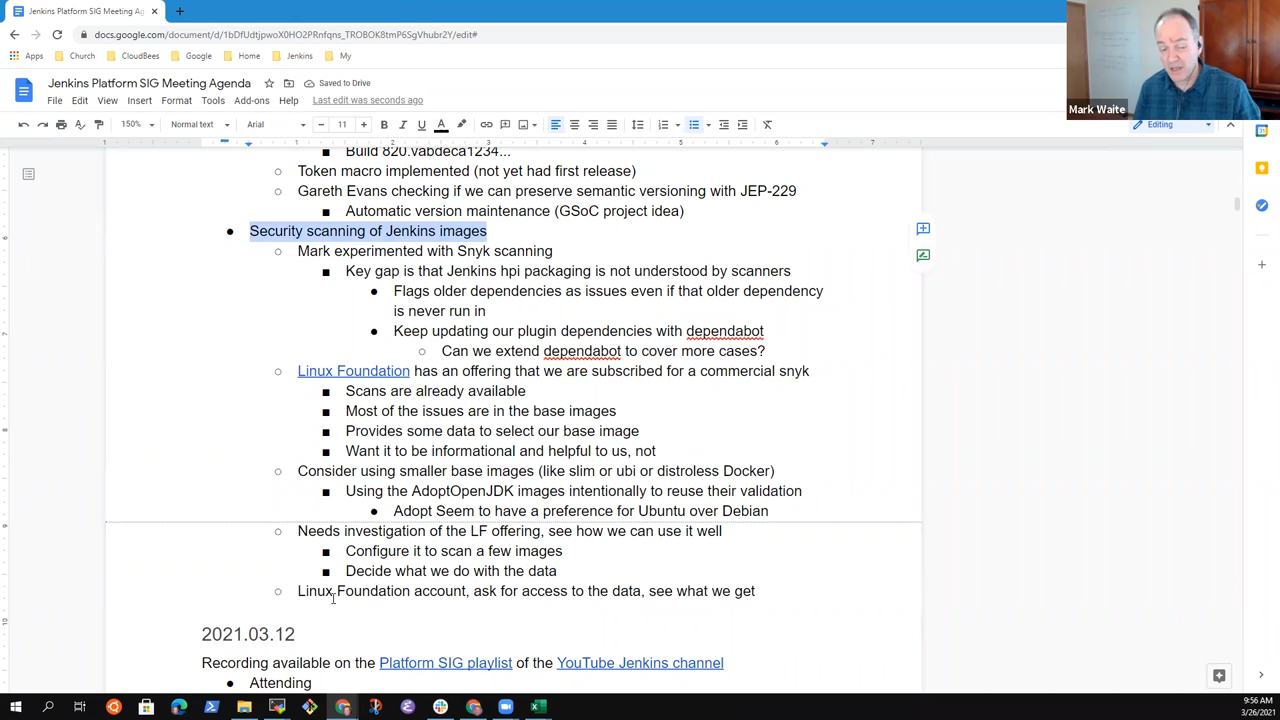 Jenkins Platform SIG Meeting Ag
docs.google.com/document/d/1bDfUdtjpwoX0HO2PRnfqns_TROBOK8tmP6SgVhubr2Y/edit#
Apps Church CloudBees Google Home Jenkins My
Jenkins Platform SIG Meeting Agenda Saved to Drive
File Edit View Insert Format Tools Add-ons Help Last edit was seconds ago
Mark Waite
150% Normal text Arial 11 Editing
1 2 3 4 5 6 7
Build 820.vabdeca1234...
Token macro implemented (not yet had first release)
Gareth Evans checking if we can preserve semantic versioning with JEP-229
Automatic version maintenance (GSoC project idea)
Security scanning of Jenkins images
Mark experimented with Snyk scanning
Key gap is that Jenkins hpi packaging is not understood by scanners
Flags older dependencies as issues even if that older dependency
is never run in
Keep updating our plugin dependencies with dependabot
Can we extend dependabot to cover more cases?
Linux Foundation has an offering that we are subscribed for a commercial snyk
Scans are already available
Most of the issues are in the base images
Provides some data to select our base image
Want it to be informational and helpful to us, not
Consider using smaller base images (like slim or ubi or distroless Docker)
Using the AdoptOpenJDK images intentionally to reuse their validation
Adopt Seem to have a preference for Ubuntu over Debian
Needs investigation of the LF offering, see how we can use it well
Configure it to scan a few images
Decide what we do with the data
Linux Foundation account, ask for access to the data, see what we get
2021.03.12
Recording available on the Platform SIG playlist of the YouTube Jenkins channel
Attending
9:56 AM
3/26/2021